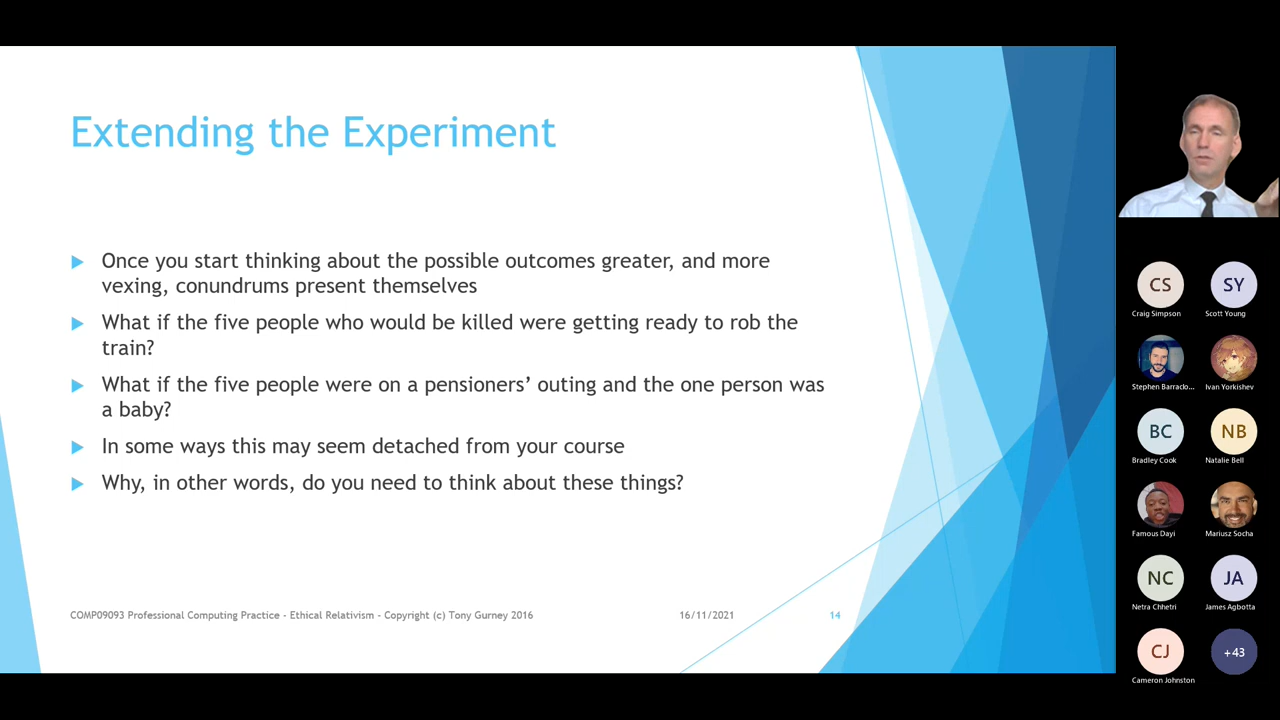 Extending the Experiment
Once you start thinking about the possible outcomes greater, and more
vexing, conundrums present themselves
What if the five people who would be killed were getting ready to rob the
train?
What if the five people were on a pensioners’ outing and the one person was
a baby?
In some ways this may seem detached from your course
Why, in other words, do you need to think about these things?
COMP09093 Professional Computing Practice - Ethical Relativism - Copyright (c) Tony Gurney 2016
16/11/2021
14
CS
SY
Craig Simpson
Scott Young
Stephen Barraclo...
Ivan Yorkishev
BC
NB
Bradley Cook
Natalie Bell
Famous Dayi
Mariusz Socha
NC
JA
Netra Chhetri
James Agbotta
CJ
+43
Cameron Johnston